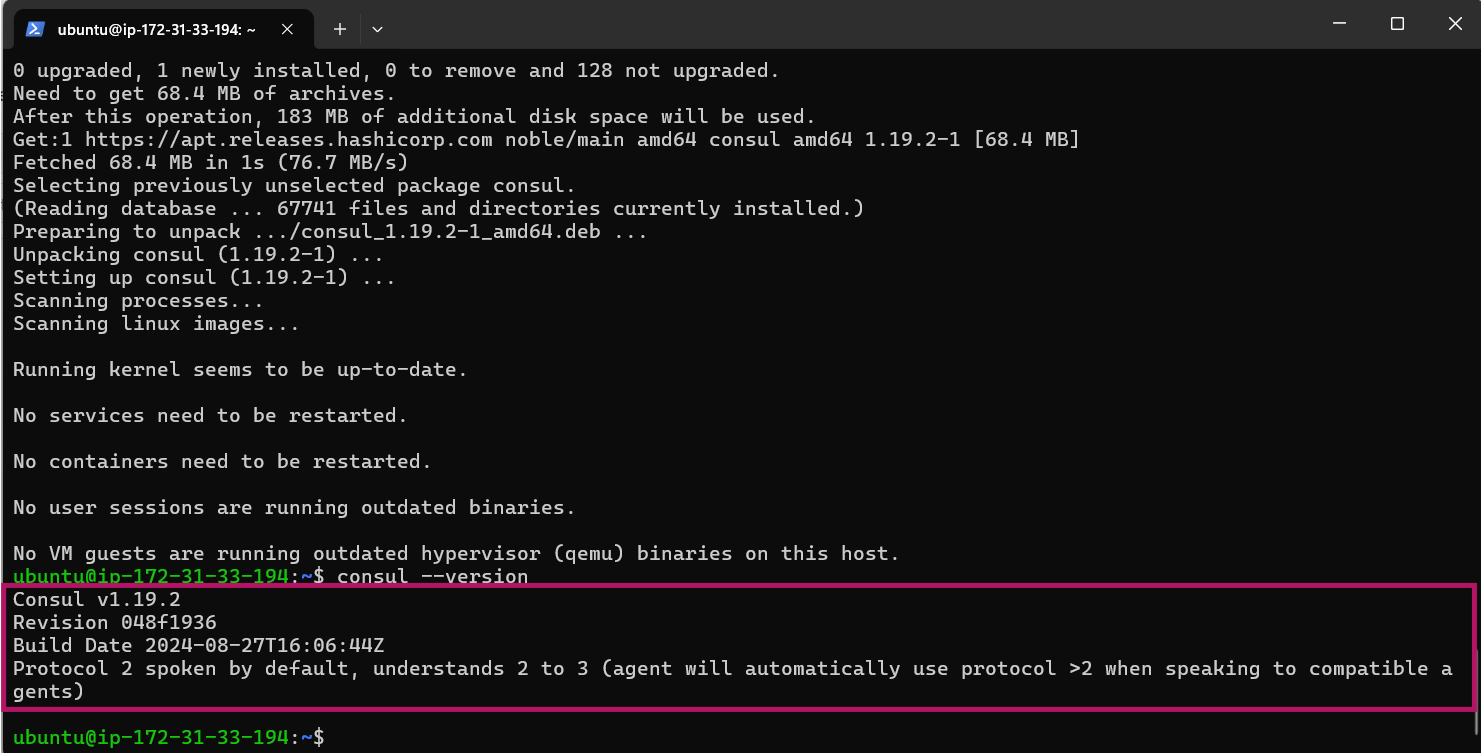 ubuntu@ip-172-31-33-194: ~
0 upgraded, 1 newly installed, 0 to remove and 128 not upgraded.
Need to get 68.4 MB of archives.
After this operation, 183 MB of additional disk space will be used.
Get:1 https://apt.releases.hashicorp.com noble/main amd64 consul amd64 1.19.2-1 [68.4 MB]
Fetched 68.4 MB in 1s (76.7 MB/s)
Selecting previously unselected package consul.
(Reading database ... 67741 files and directories currently installed.)
Preparing to unpack .../consul_1.19.2-1_amd64.deb ...
Unpacking consul (1.19.2-1) ...
Setting up consul (1.19.2-1) ...
Scanning processes...
Scanning linux images...
Running kernel seems to be up-to-date.
No services need to be restarted.
No containers need to be restarted.
No user sessions are running outdated binaries.
No VM guests are running outdated hypervisor (qemu) binaries on this host.
ubuntu@ip-172-31-33-194:~$ consul --version
Consul v1.19.2
Revision 048f1936
Build Date 2024-08-27T16:06:44Z
Protocol 2 spoken by default, understands 2 to 3 (agent will automatically use protocol >2 when speaking to compatible a
gents)
ubuntu@ip-172-31-33-194:~$